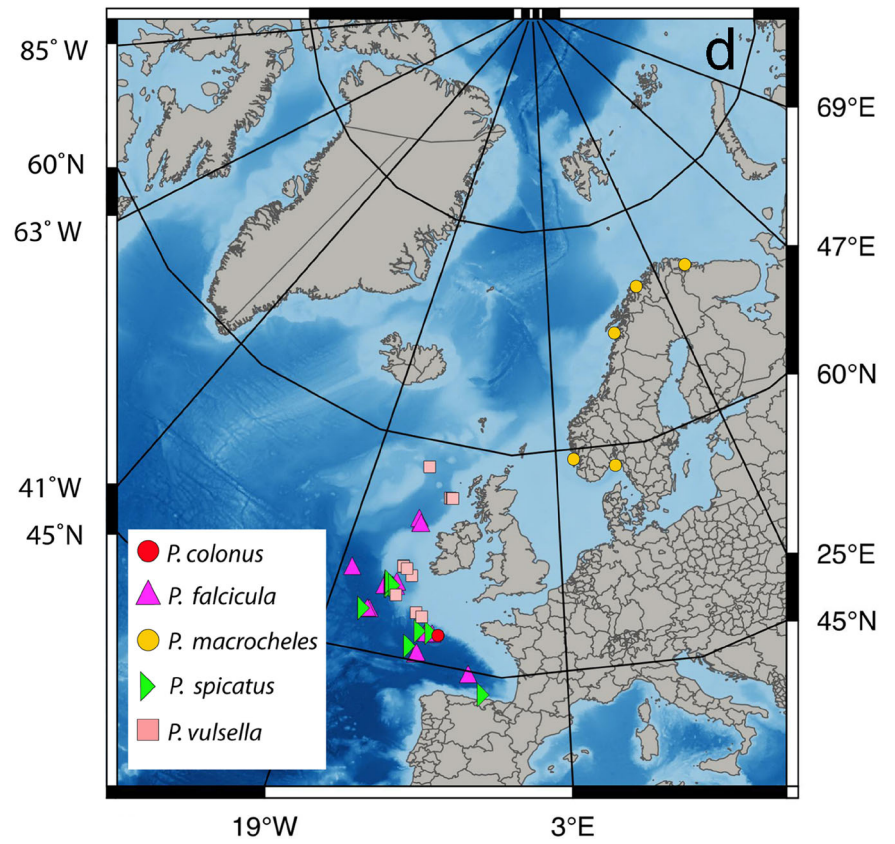 d
85° W
69°E
60°N
63° W
47°E
60°N
41°W
45°N
25°E
45°N
P. colonus
P. falcicula
P. macrocheles
P. spicatus
P. vulsella
19°W
3°E